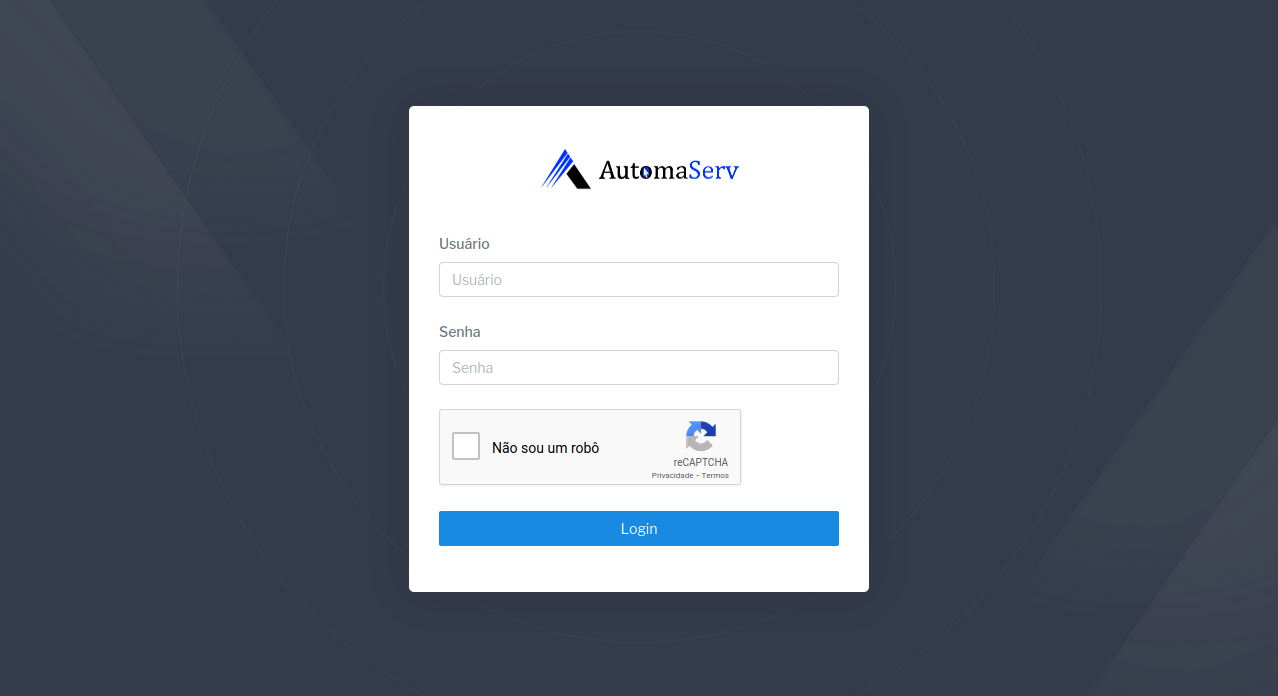 AutomaServ
Usuário
Usuário
Senha
Senha
Não sou um robô
reCAPTCHA
Privacidade - Termos
Login